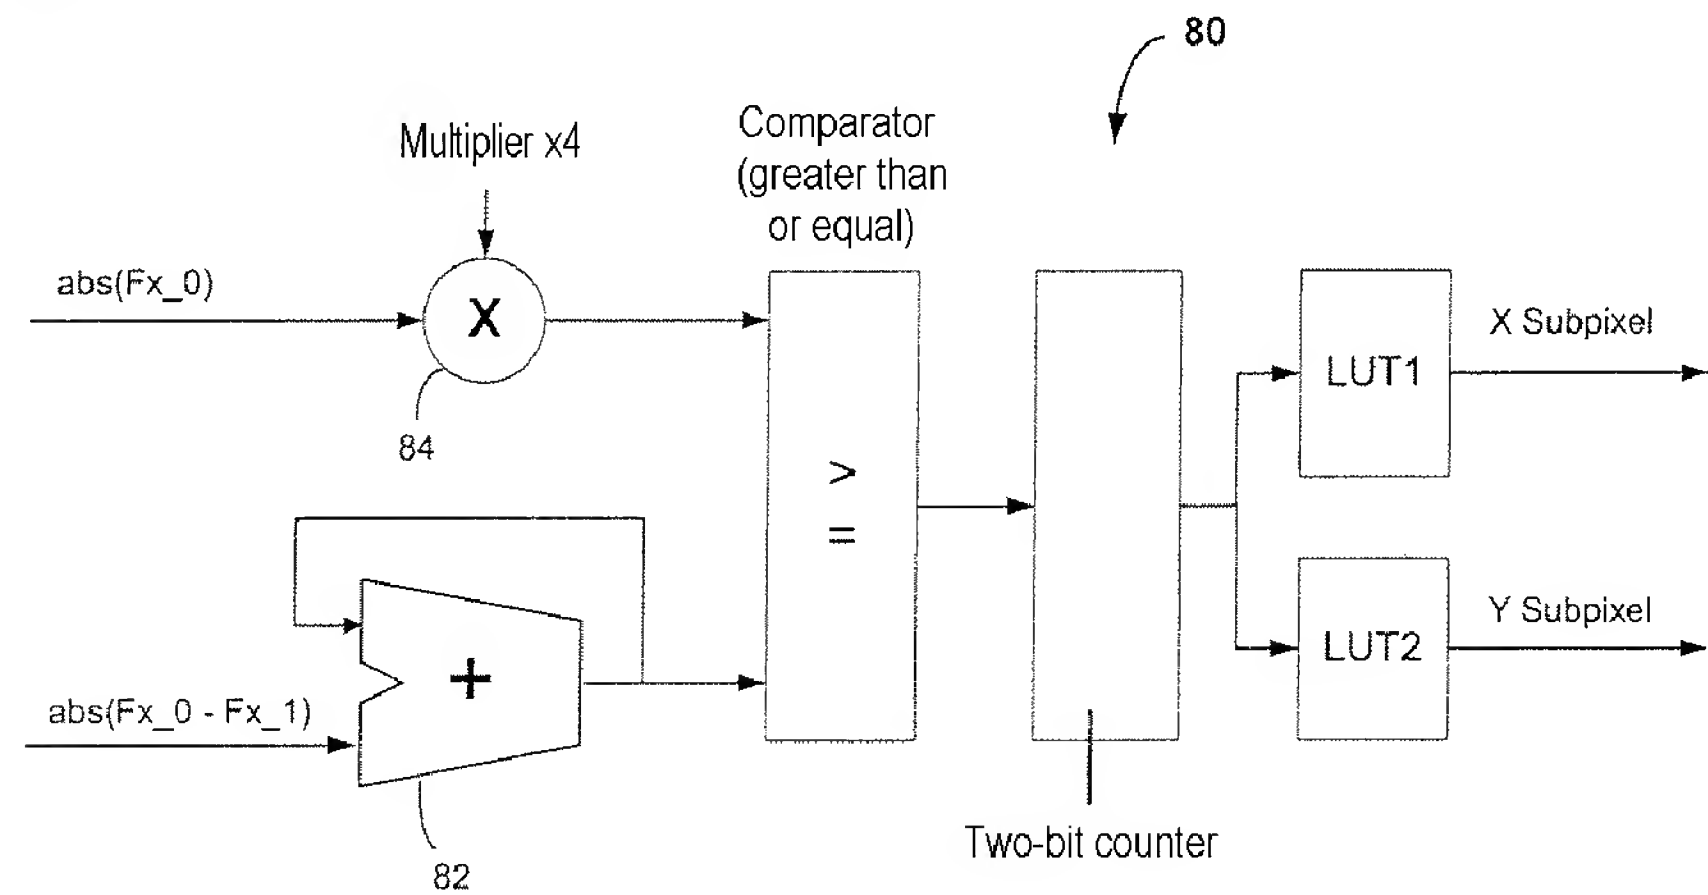 80
Multiplier x4
Comparator
(greater than
or equal)
abs(Fx_0)
X
84
>
=
LUT1
X Subpixel
abs(Fx_0 - Fx_1)
+
82
LUT2
Y Subpixel
Two-bit counter